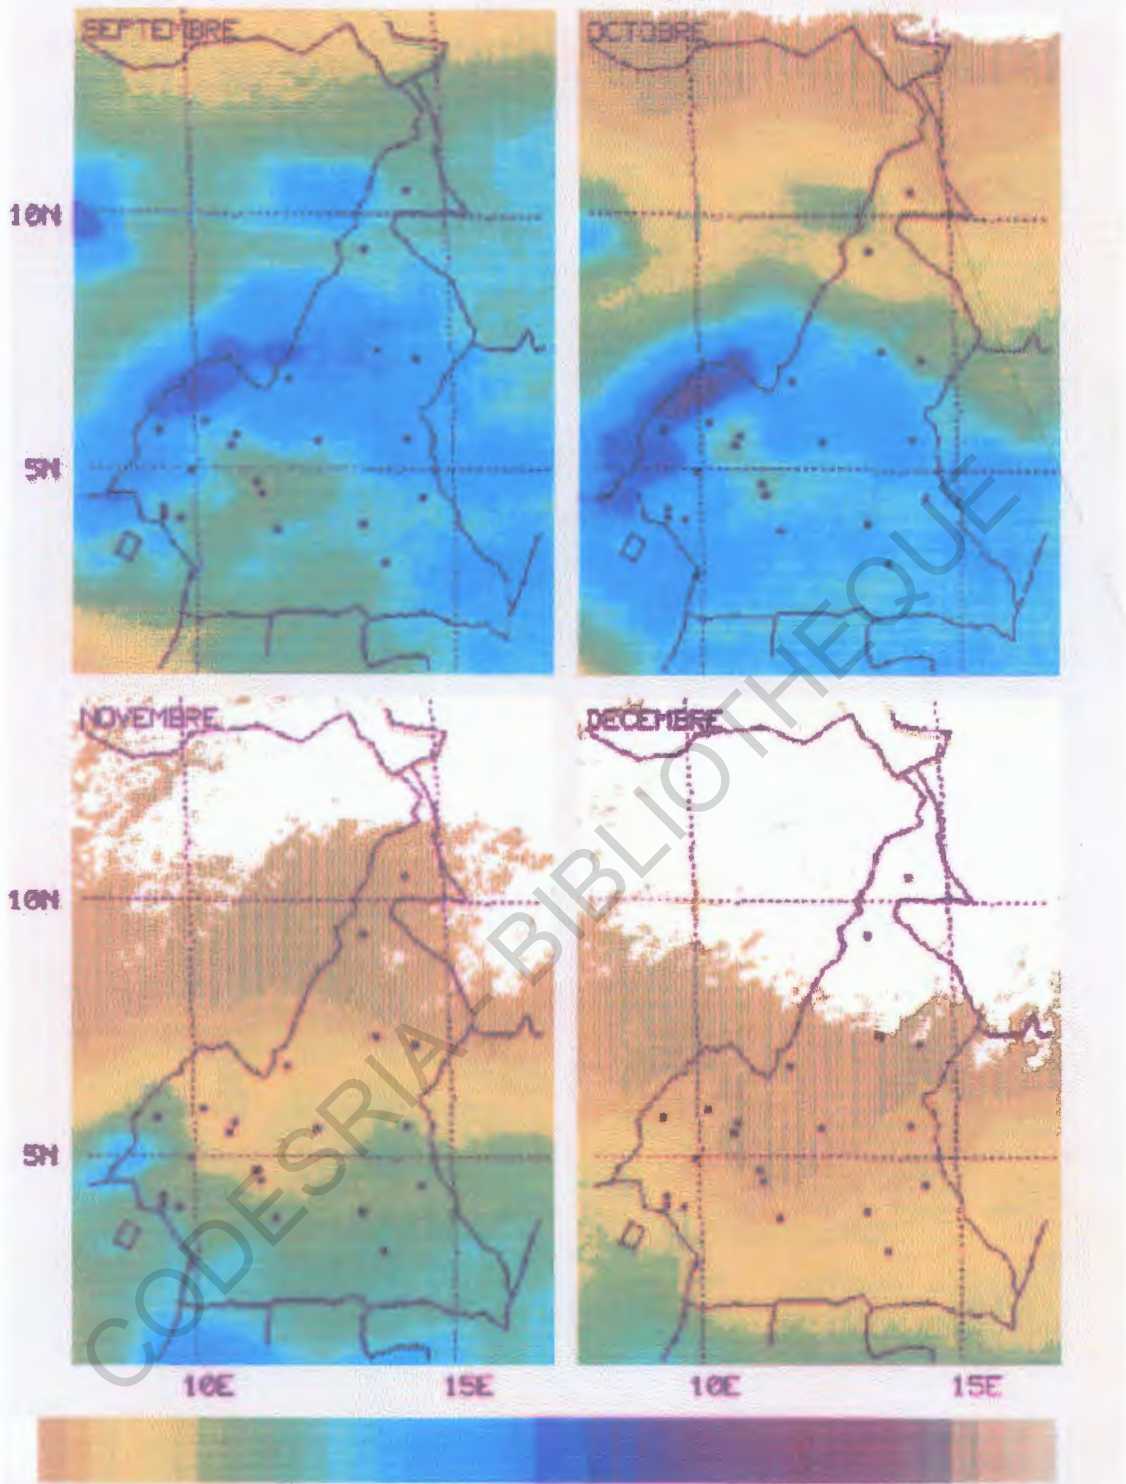 SEPTEMBRE
OCTOBRE
10N
5N
NOVEMBRE
DECEMBRE
10N
5N
10E
15E
10E
15E
CODESRIA - BIBLIOTHEQUE